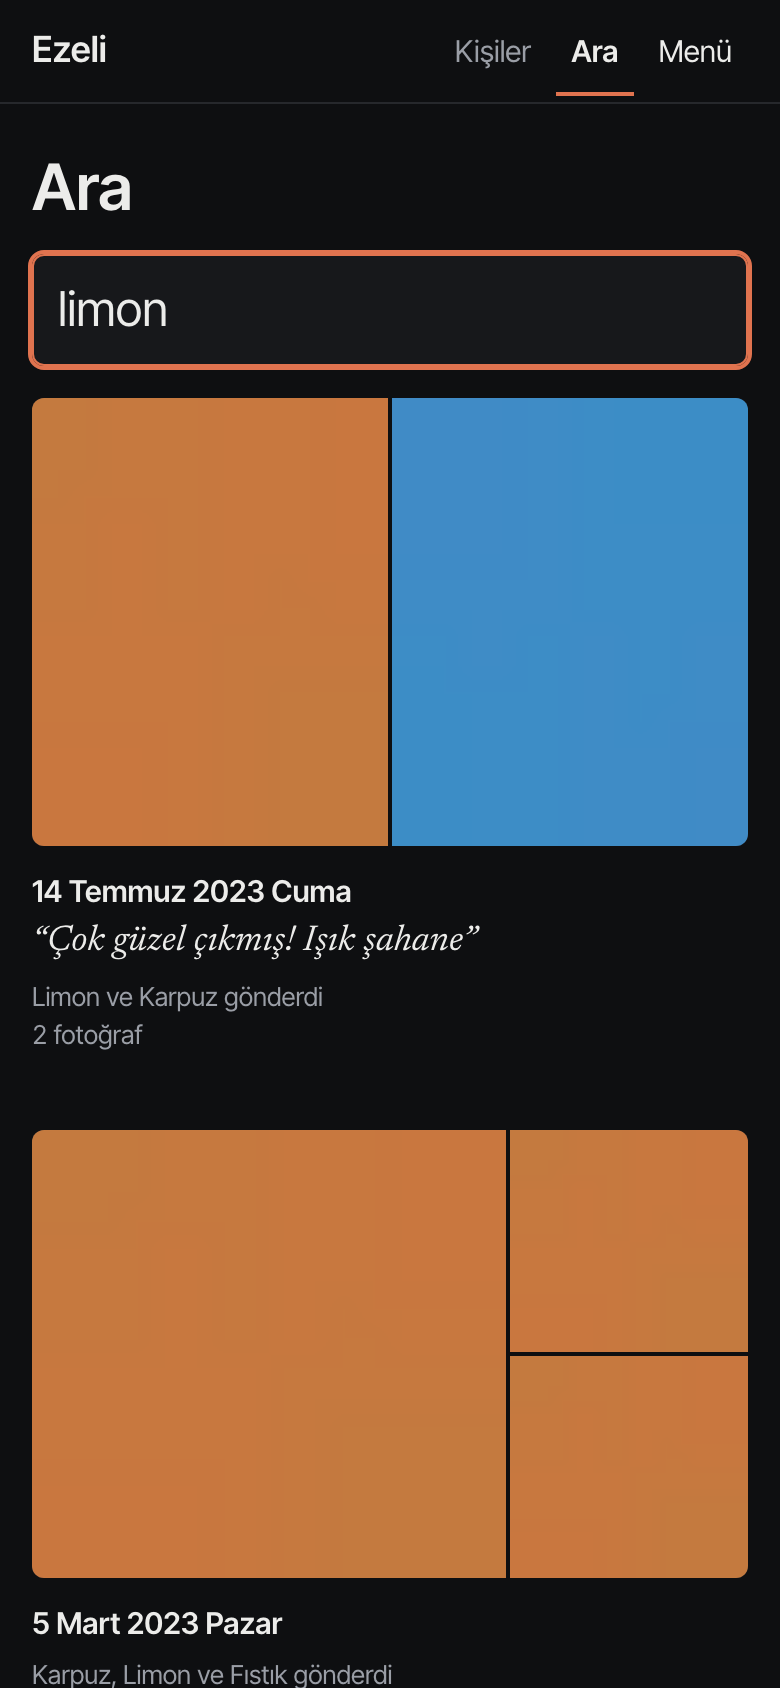 Ezeli
Kişiler
Ara
Menü
Ara
limon
14 Temmuz 2023 Cuma
“Çok güzel çıkmış! Işık şahane”
Limon ve Karpuz gönderdi
2 fotoğraf
5 Mart 2023 Pazar
Karpuz, Limon ve Fıstık gönderdi